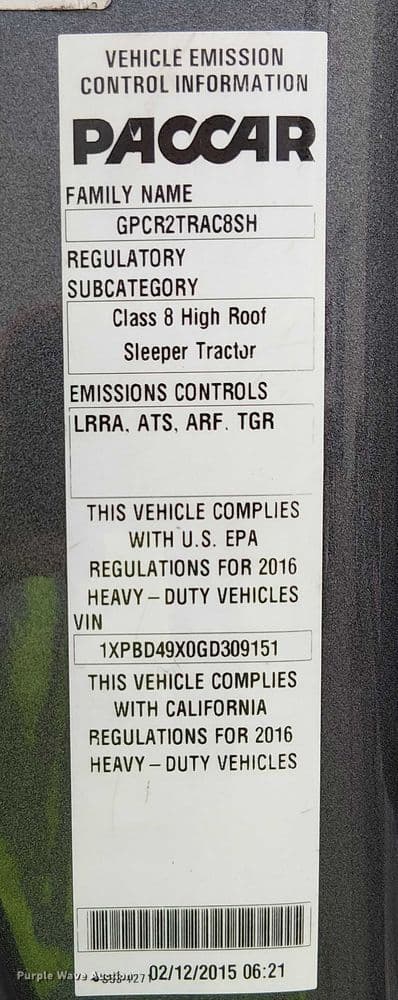 VEHICLE EMISSION
CONTROL INFORMATION
PACCAR
FAMILY NAME
GPCR2TRAC8SH
REGULATORY
SUBCATEGORY
Class 8 High Roof
Sleeper Tractor
EMISSIONS CONTROLS
LRRA, ATS, ARF. TGR
THIS VEHICLE COMPLIES
WITH U.S. EPA
REGULATIONS FOR 2016
HEAVY – DUTY VEHICLES
VIN
1XPBD49X0GD309151
THIS VEHICLE COMPLIES
WITH CALIFORNIA
REGULATIONS FOR 2016
HEAVY – DUTY VEHICLES
Purple Wave Auction
02/12/2015 06:21